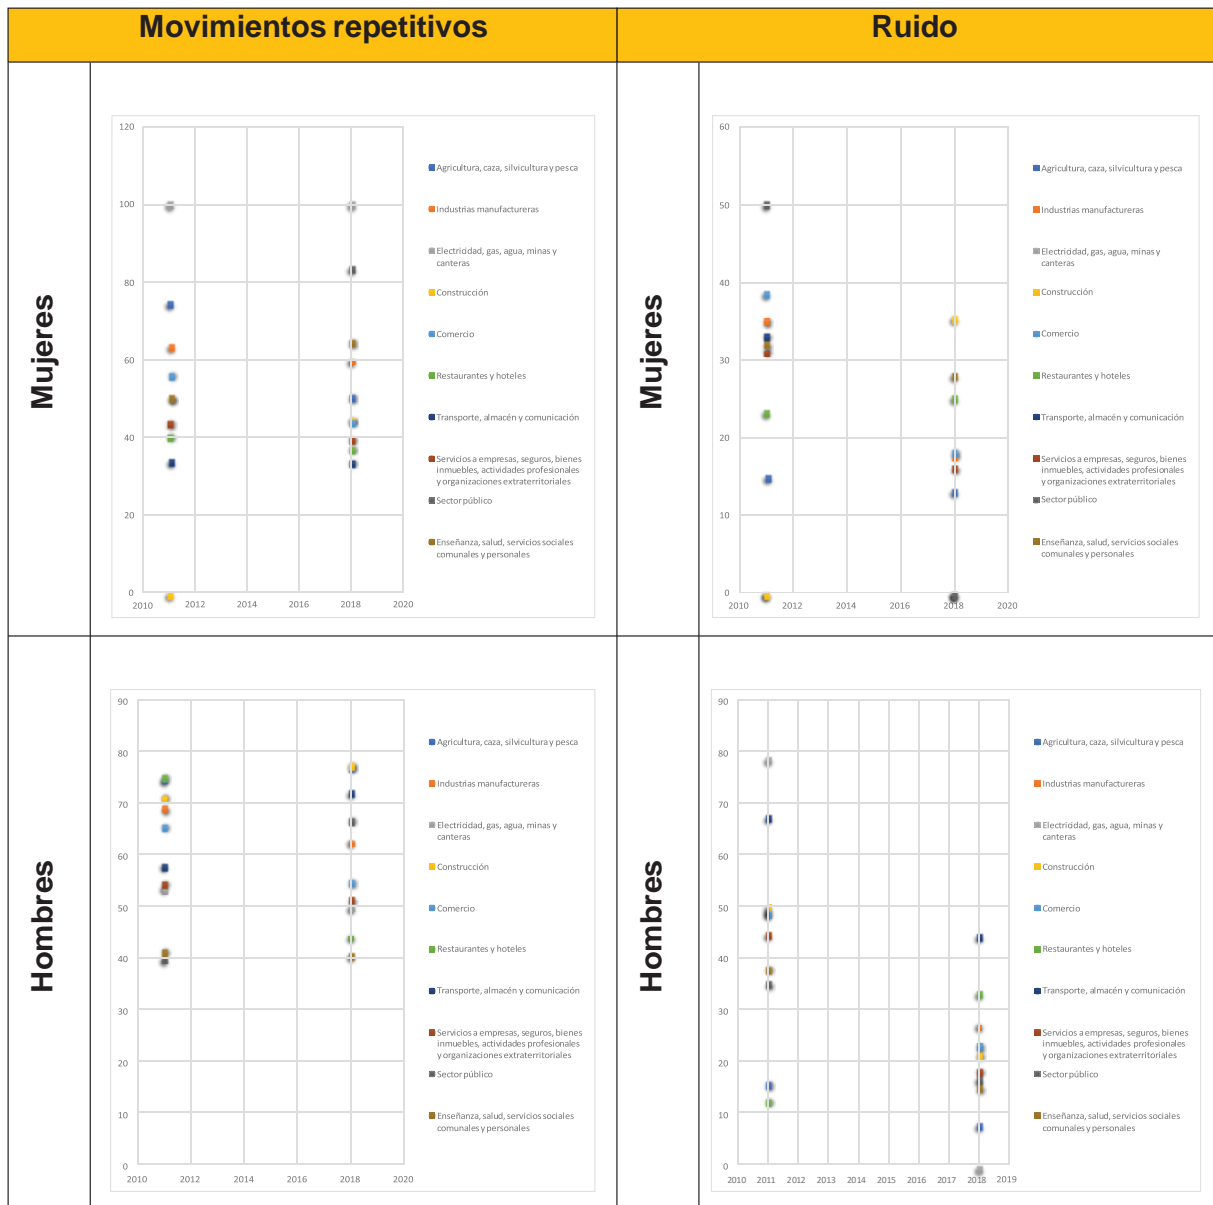 Movimientos repetitivos
Ruido
Mujeres
120
100
80
60
40
20
0
2010 2012 2014 2016 2018 2020
Agricultura, caza, silvicultura y pesca
Industrias manufactureras
Electricidad, gas, agua, minas y
canteras
Construcción
Comercio
Restaurantes y hoteles
Transporte, almacén y comunicación
Servicios a empresas, seguros, bienes
inmuebles, actividades profesionales
y organizaciones extraterritoriales
Sector público
Enseñanza, salud, servicios sociales
comunales y personales
Mujeres
60
50
40
30
20
10
0
2010 2012 2014 2016 2018 2020
Agricultura, caza, silvicultura y pesca
Industrias manufactureras
Electricidad, gas, agua, minas y
canteras
Construcción
Comercio
Restaurantes y hoteles
Transporte, almacén y comunicación
Servicios a empresas, seguros, bienes
inmuebles, actividades profesionales
y organizaciones extraterritoriales
Sector público
Enseñanza, salud, servicios sociales
comunales y personales
Hombres
90
80
70
60
50
40
30
20
10
0
2010 2012 2014 2016 2018 2020
Agricultura, caza, silvicultura y pesca
Industrias manufactureras
Electricidad, gas, agua, minas y
canteras
Construcción
Comercio
Restaurantes y hoteles
Transporte, almacén y comunicación
Servicios a empresas, seguros, bienes
inmuebles, actividades profesionales
y organizaciones extraterritoriales
Sector público
Enseñanza, salud, servicios sociales
comunales y personales
Hombres
90
80
70
60
50
40
30
20
10
0
2010 2011 2012 2013 2014 2015 2016 2017 2018 2019
Agricultura, caza, silvicultura y pesca
Industrias manufactureras
Electricidad, gas, agua, minas y
canteras
Construcción
Comercio
Restaurantes y hoteles
Transporte, almacén y comunicación
Servicios a empresas, seguros, bienes
inmuebles, actividades profesionales
y organizaciones extraterritoriales
Sector público
Enseñanza, salud, servicios sociales
comunales y personales